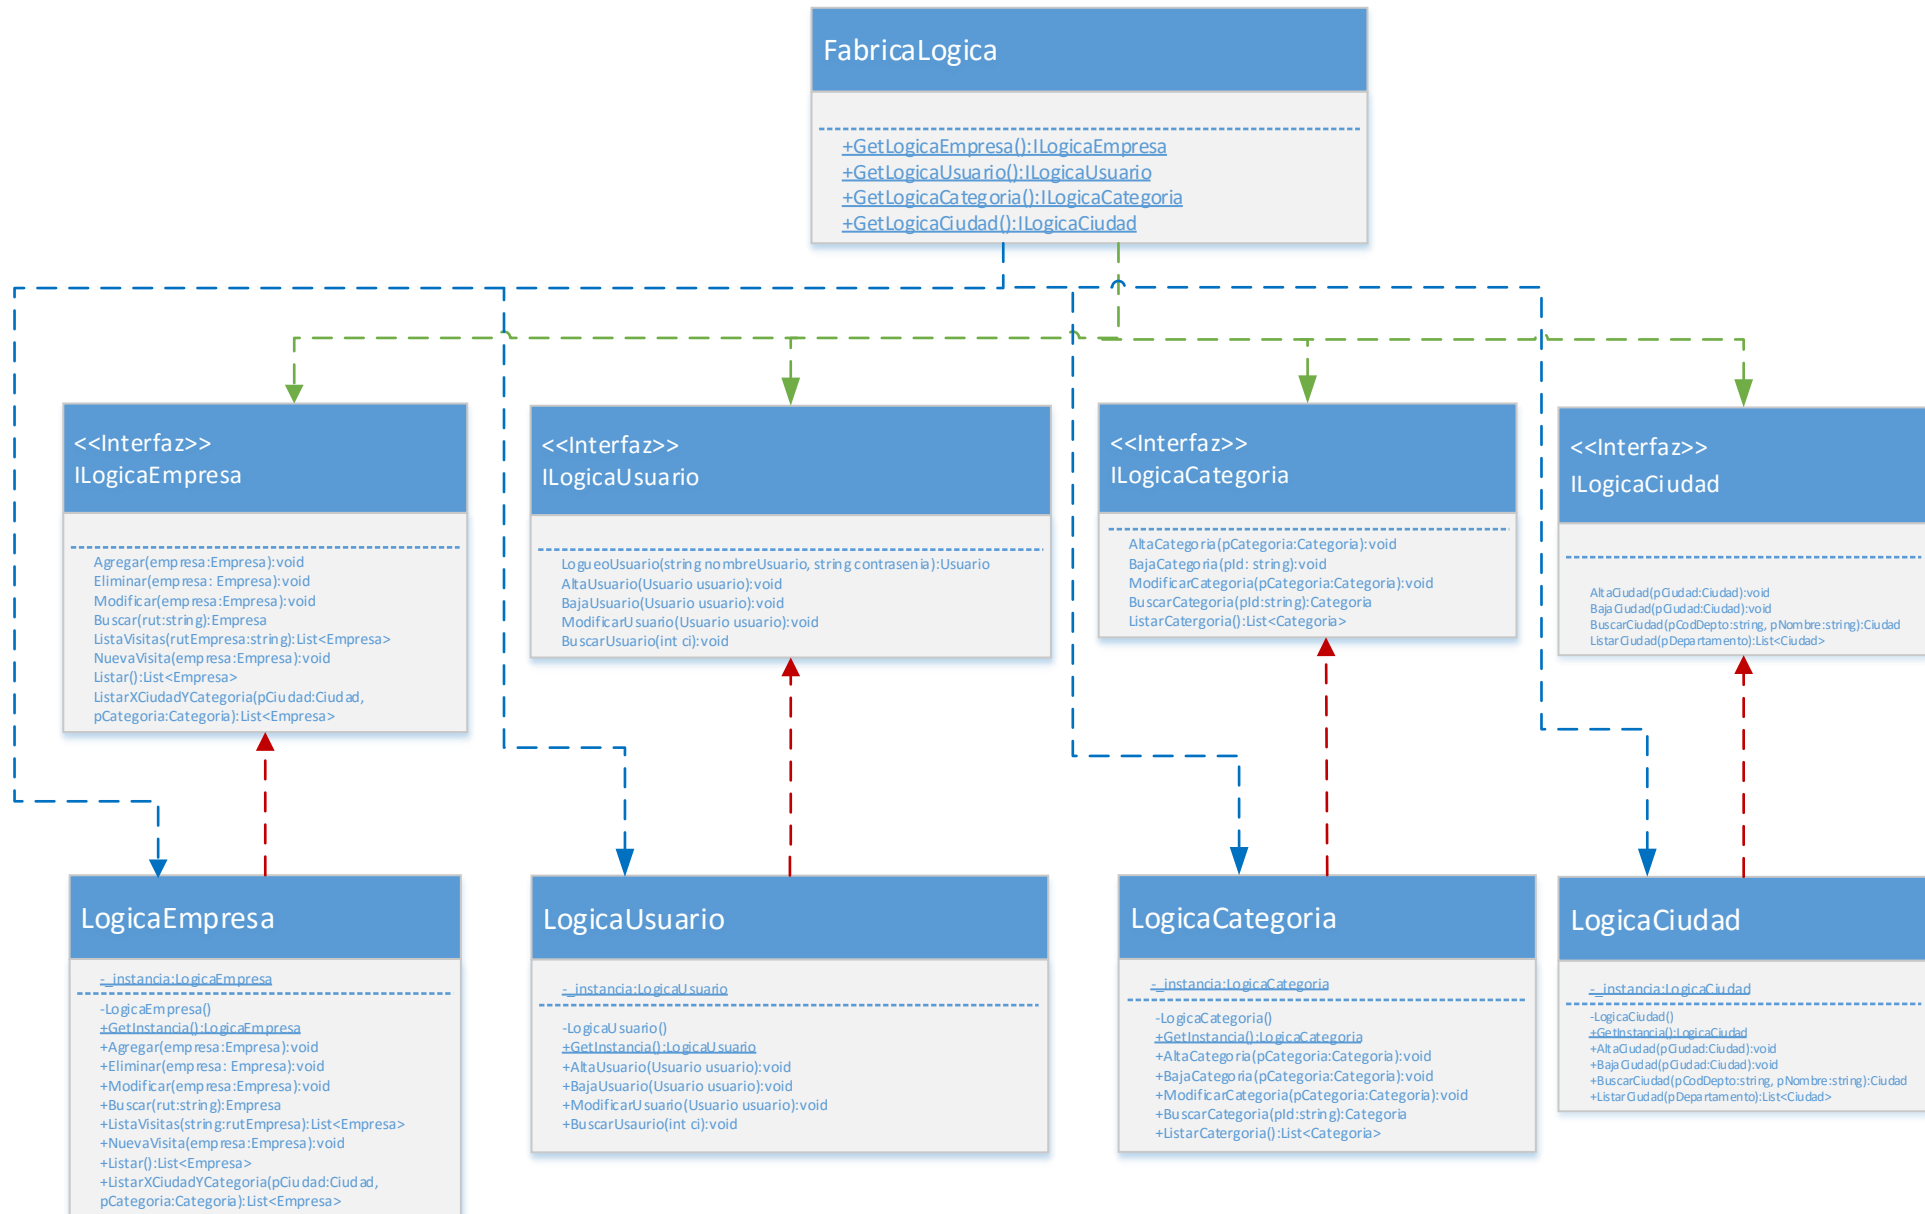 FabricaLogica
+GetLogicaEmpresa():ILogicaEmpresa
+GetLogicaUsuario():ILogicaUsuario
+GetLogicaCategoria():ILogicaCategoria
+GetLogicaCiudad():ILogicaCiudad
<<Interfaz>>
ILogicaEmpresa
Agregar(empresa:Empresa):void
Eliminar(empresa: Empresa):void
Modificar(empresa:Empresa):void
Buscar(rut:string):Empresa
ListaVisitas(rutEmpresa:string):List<Empresa>
NuevaVisita(empresa:Empresa):void
Listar():List<Empresa>
ListarXCiudadYCategoria(pCiudad:Ciudad,
pCategoria:Categoria):List<Empresa>
<<Interfaz>>
ILogicaUsuario
LogueoUsuario(string nombreUsuario, string contrasenia):Usuario
AltaUsuario(Usuario usuario):void
BajaUsuario(Usuario usuario):void
ModificarUsuario(Usuario usuario):void
BuscarUsuario(int ci):void
<<Interfaz>>
ILogicaCategoria
AltaCategoria(pCategoria:Categoria):void
BajaCategoria(pId: string):void
ModificarCategoria(pCategoria:Categoria):void
BuscarCategoria(pId:string):Categoria
ListarCatergoria():List<Categoria>
<<Interfaz>>
ILogicaCiudad
AltaCiudad(pCiudad:Ciudad):void
BajaCiudad(pCiudad:Ciudad):void
BuscarCiudad(pCodDepto:string, pNombre:string):Ciudad
ListarCiudad(pDepartamento):List<Ciudad>
LogicaEmpresa
-_instancia:LogicaEmpresa
-LogicaEmpresa()
+GetInstancia():LogicaEmpresa
+Agregar(empresa:Empresa):void
+Eliminar(empresa: Empresa):void
+Modificar(empresa:Empresa):void
+Buscar(rut:string):Empresa
+ListaVisitas(string:rutEmpresa):List<Empresa>
+NuevaVisita(empresa:Empresa):void
+Listar():List<Empresa>
+ListarXCiudadYCategoria(pCiudad:Ciudad,
pCategoria:Categoria):List<Empresa>
LogicaUsuario
-_instancia:LogicaUsuario
-LogicaUsuario()
+GetInstancia():LogicaUsuario
+AltaUsuario(Usuario usuario):void
+BajaUsuario(Usuario usuario):void
+ModificarUsuario(Usuario usuario):void
+BuscarUsaurio(int ci):void
LogicaCategoria
-_instancia:LogicaCategoria
-LogicaCategoria()
+GetInstancia():LogicaCategoria
+AltaCategoria(pCategoria:Categoria):void
+BajaCategoria(pCategoria:Categoria):void
+ModificarCategoria(pCategoria:Categoria):void
+BuscarCategoria(pId:string):Categoria
+ListarCatergoria():List<Categoria>
LogicaCiudad
-_instancia:LogicaCiudad
-LogicaCiudad()
+GetInstancia():LogicaCiudad
+AltaCiudad(pCiudad:Ciudad):void
+BajaCiudad(pCiudad:Ciudad):void
+BuscarCiudad(pCodDepto:string, pNombre:string):Ciudad
+ListarCiudad(pDepartamento):List<Ciudad>